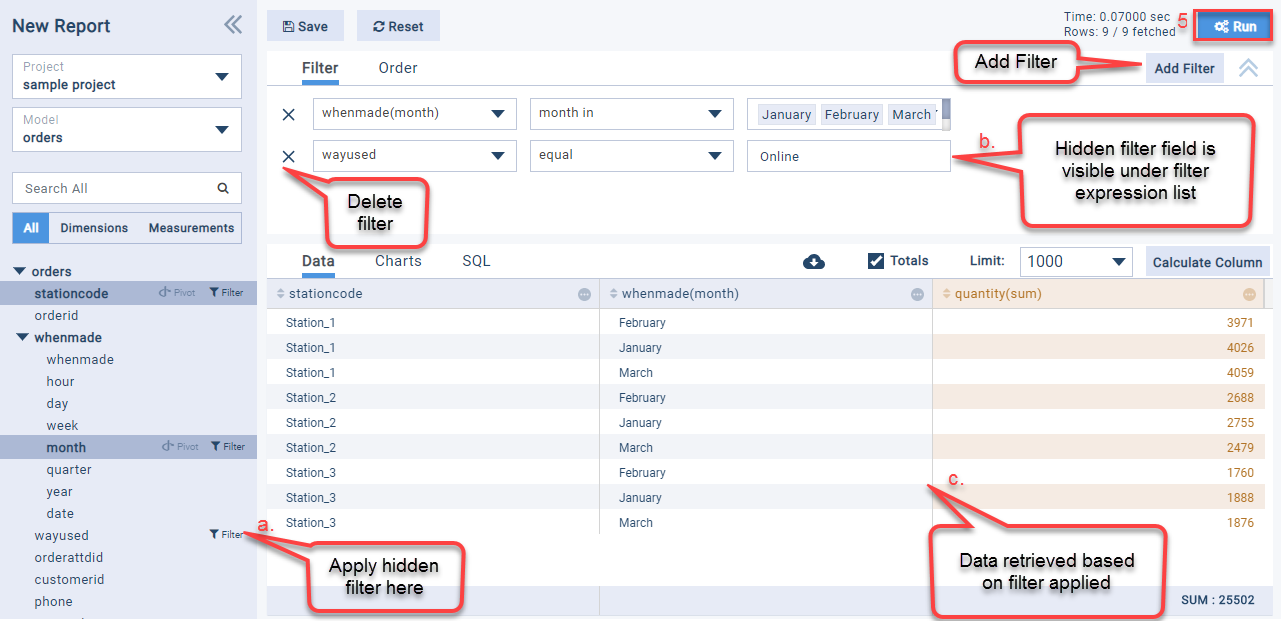 New Report
Project
sample project
Model
orders
Search All
All Dimensions Measurements
orders
stationcode Pivot Filter
orderid
whenmade
whenmade
hour
day
week
month Pivot Filter
quarter
year
date
wayused Filter
orderattdid
customerid
phone
Save Reset
Time: 0.07000 sec
Rows: 9 / 9 fetched
5
Run
Filter Order
Add Filter
Add Filter
whenmade(month) month in January February March
wayused equal Online
b.
Hidden filter field is
visible under filter
expression list
Delete
filter
Data Charts SQL Totals Limit: 1000 Calculate Column
stationcode whenmade(month) quantity(sum)
Station_1 February 3971
Station_1 January 4026
Station_1 March 4059
Station_2 February 2688
Station_2 January 2755
Station_2 March 2479
Station_3 February 1760
Station_3 January 1888
Station_3 March 1876
a.
Apply hidden
filter here
c.
Data retrieved based
on filter applied
SUM : 25502